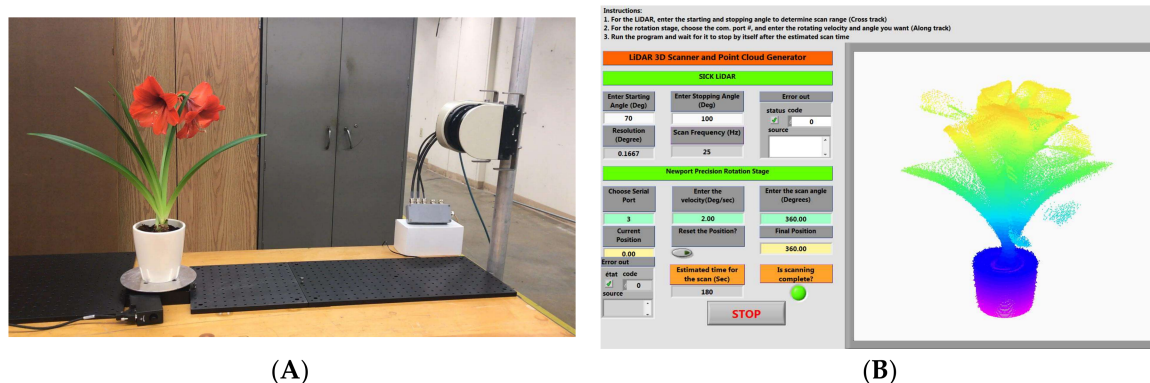 Instructions:
1. For the LiDAR, enter the starting and stopping angle to determine scan range (Cross track)
2. For the rotation stage, choose the com. port #, and enter the rotating velocity and angle you want (Along track)
3. Run the program and wait for it to stop by itself after the estimated scan time
LiDAR 3D Scanner and Point Cloud Generator
SICK LiDAR
Enter Starting
Angle (Deg)
70
Enter Stopping Angle
(Deg)
100
Error out
status code
0
source
Resolution
(Degree)
0.1667
Scan Frequency (Hz)
25
Newport Precision Rotation Stage
Choose Serial
Port
3
Enter the
velocity(Deg/sec)
2.00
Enter the scan angle
(Degrees)
360.00
Current
Position
0.00
Reset the Position?
Final Position
360.00
Error out
état code
0
source
Estimated time for
the scan (Sec)
180
Is scanning
complete?
STOP
(A)
(B)